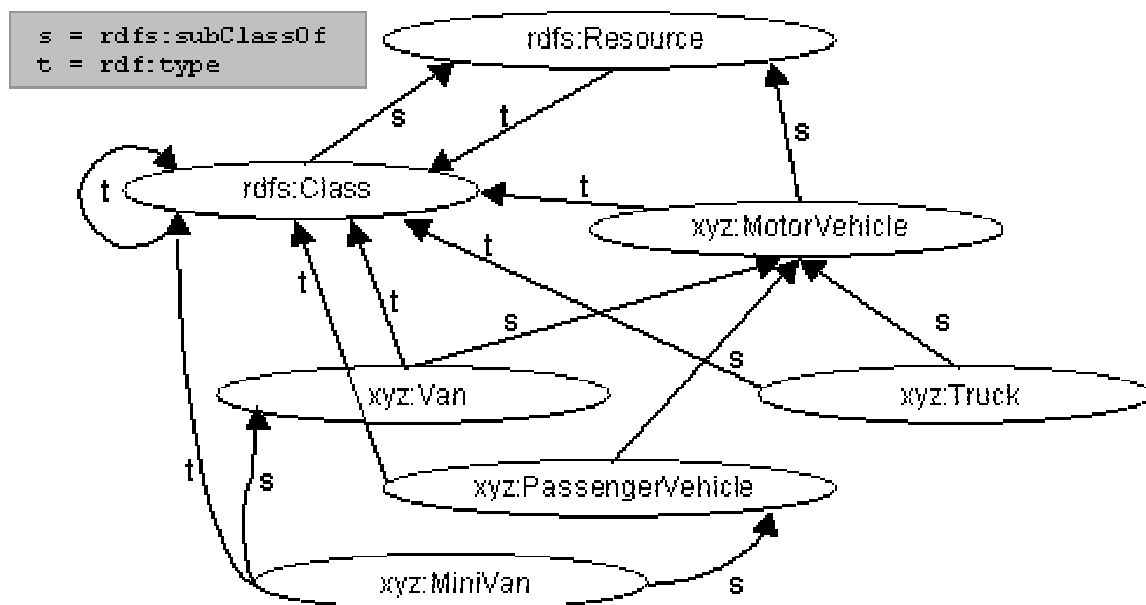 s = rdfs:subClassOf
t = rdf:type
rdfs:Resource
s
t
s
t
rdfs:Class
t
xyz:MotorVehicle
t
t
t
s
s
s
xyz:Van
xyz:Truck
t
s
xyz:PassengerVehicle
xyz:MiniVan
s